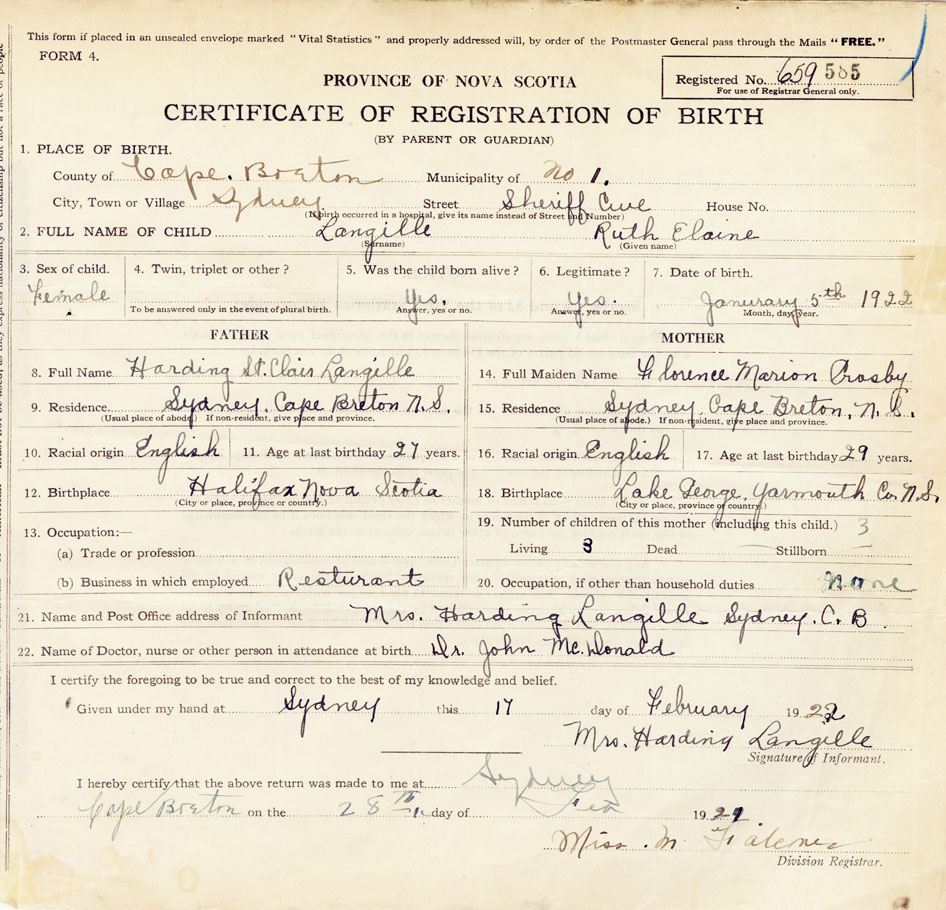 This form if placed in an unsealed envelope marked "Vital Statistics" and properly addressed will, by order of the Postmaster General pass through the Mails "FREE."
FORM 4.
Registered No. 659 585
For use of Registrar General only.
PROVINCE OF NOVA SCOTIA
CERTIFICATE OF REGISTRATION OF BIRTH
(BY PARENT OR GUARDIAN)
1. PLACE OF BIRTH.
County of Cape. Breton Municipality of No 1.
City, Town or Village Sydney Street Sheriff Ave House No.
(If birth occurred in a hospital, give its name instead of Street and Number)
2. FULL NAME OF CHILD Langille Ruth Elaine
(Surname) (Given name)
3. Sex of child. 4. Twin, triplet or other? 5. Was the child born alive? 6. Legitimate? 7. Date of birth.
Female Yes. Yes. Janurary 5th 1922
To be answered only in the event of plural birth. Answer, yes or no. Answer, yes or no. Month, day, year.
FATHER MOTHER
8. Full Name Harding St. Clair Langille 14. Full Maiden Name Florence Marion Crosby
9. Residence Sydney. Cape Breton N.S. 15. Residence Sydney Cape Breton, N.S.
(Usual place of abode) If non-resident, give place and province. (Usual place of abode.) If non-resident, give place and province.
10. Racial origin English 11. Age at last birthday 27 years. 16. Racial origin English 17. Age at last birthday 29 years.
12. Birthplace Halifax Nova Scotia 18. Birthplace Lake George, Yarmouth Co. N.S.
(City or place, province or country.) (City or place, province or country.)
13. Occupation:— 19. Number of children of this mother (including this child.) 3
(a) Trade or profession Living 3 Dead — Stillborn —
(b) Business in which employed Resturant 20. Occupation, if other than household duties None
21. Name and Post Office address of Informant Mrs. Harding Langille Sydney. C. B
22. Name of Doctor, nurse or other person in attendance at birth Dr. John Mc.Donald
I certify the foregoing to be true and correct to the best of my knowledge and belief.
Given under my hand at Sydney this 17 day of February 1922
Mrs. Harding Langille
Signature of Informant.
I hereby certify that the above return was made to me at Sydney
Cape Breton on the 28th day of Feb 192
Miss. M
Division Registrar.